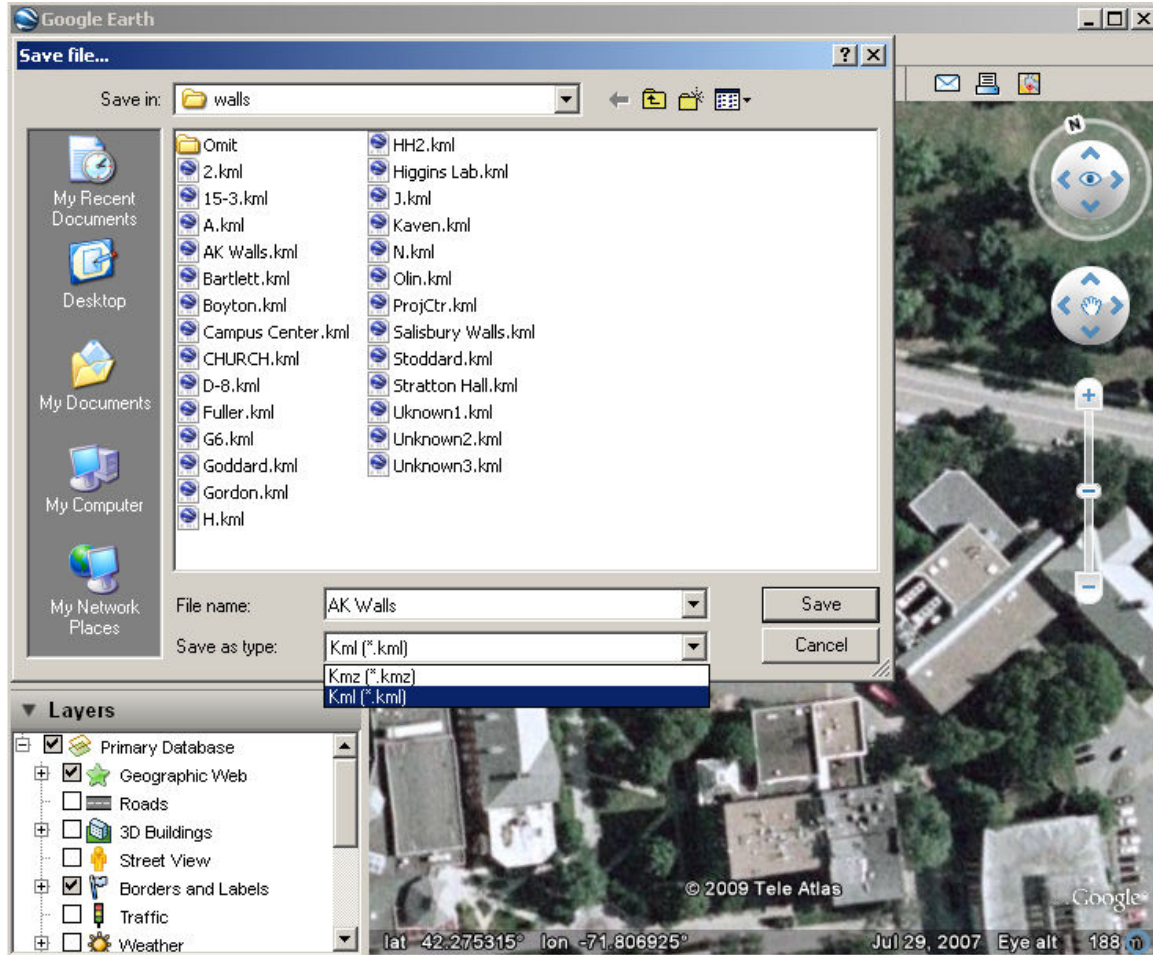 Google Earth
Save file...
Save in:
walls
My Recent
Documents
Desktop
My Documents
My Computer
My Network
Places
Omit
2.kml
15-3.kml
A.kml
AK Walls.kml
Bartlett.kml
Boyton.kml
Campus Center.kml
CHURCH.kml
D-8.kml
Fuller.kml
G6.kml
Goddard.kml
Gordon.kml
H.kml
HH2.kml
Higgins Lab.kml
J.kml
Kaven.kml
N.kml
Olin.kml
ProjCtr.kml
Salisbury Walls.kml
Stoddard.kml
Stratton Hall.kml
Uknown1.kml
Unknown2.kml
Unknown3.kml
File name:
AK Walls
Save
Save as type:
Kml (*.kml)
Cancel
Kmz (*.kmz)
Kml (*.kml)
N
Layers
Primary Database
Geographic Web
Roads
3D Buildings
Street View
Borders and Labels
Traffic
Weather
© 2009 Tele Atlas
Google
lat 42.275315° lon -71.806925°
Jul 29, 2007 Eye alt 188 m